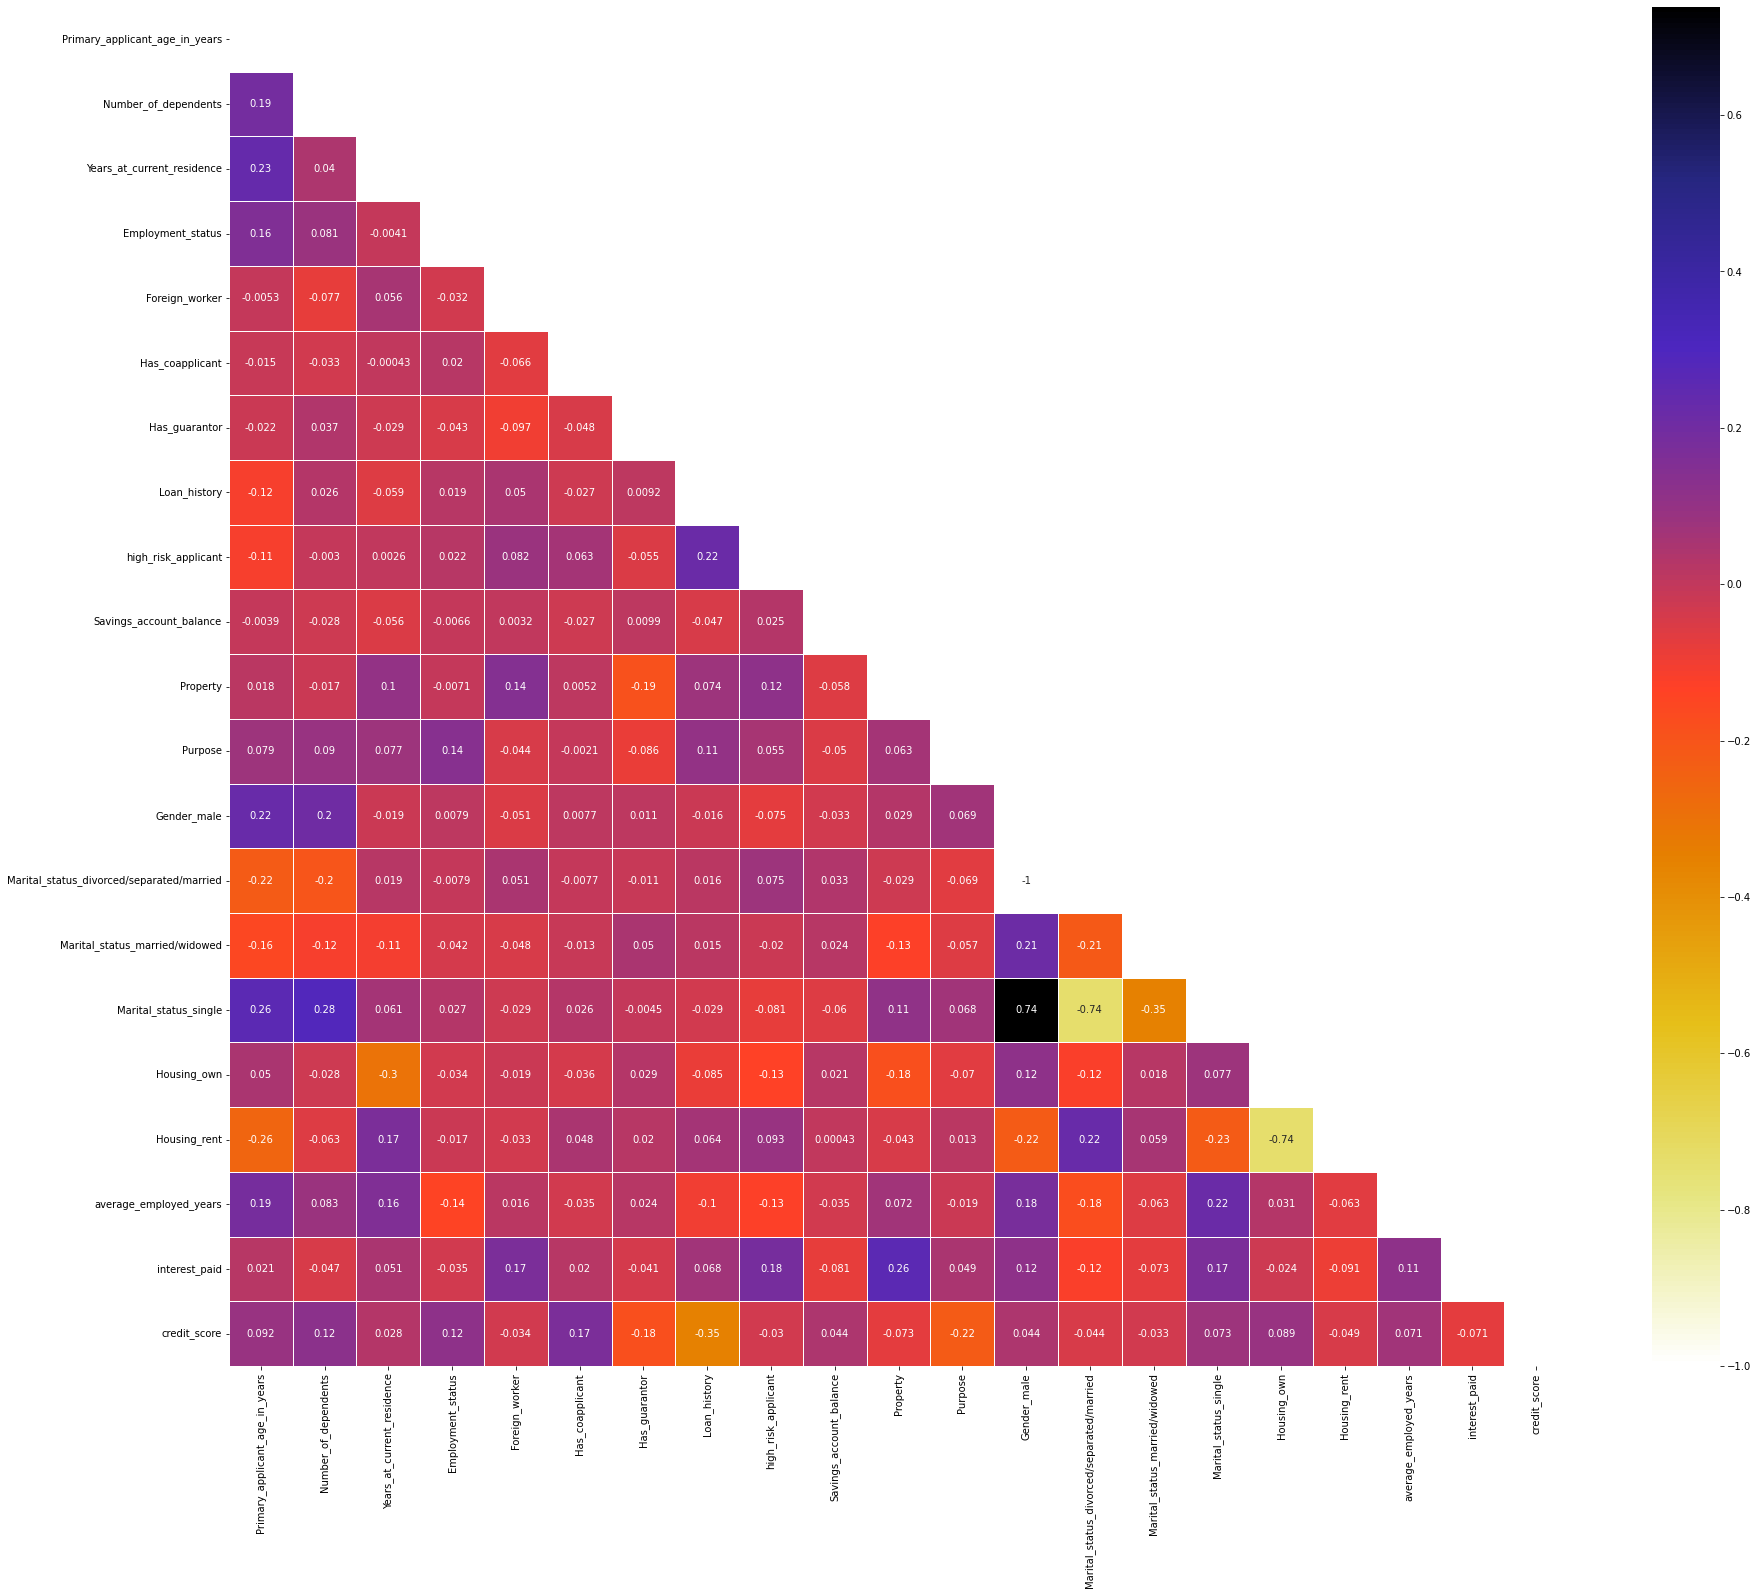 Primary_applicant_age_in_years
Number_of_dependents 0.19
Years_at_current_residence 0.23 0.04
Employment_status 0.16 0.081 -0.0041
Foreign_worker -0.0053 -0.077 0.056 -0.032
Has_coapplicant -0.015 -0.033 -0.00043 0.02 -0.066
Has_guarantor -0.022 0.037 -0.029 -0.043 -0.097 -0.048
Loan_history -0.12 0.026 -0.059 0.019 0.05 -0.027 0.0092
high_risk_applicant -0.11 -0.003 0.0026 0.022 0.082 0.063 -0.055 0.22
Savings_account_balance -0.0039 -0.028 -0.056 -0.0066 0.0032 -0.027 0.0099 -0.047 0.025
Property 0.018 -0.017 0.1 -0.0071 0.14 0.0052 -0.19 0.074 0.12 -0.058
Purpose 0.079 0.09 0.077 0.14 -0.044 -0.0021 -0.086 0.11 0.055 -0.05 0.063
Gender_male 0.22 0.2 -0.019 0.0079 -0.051 0.0077 0.011 -0.016 -0.075 -0.033 0.029 0.069
Marital_status_divorced/separated/married -0.22 -0.2 0.019 -0.0079 0.051 -0.0077 -0.011 0.016 0.075 0.033 -0.029 -0.069 -1
Marital_status_married/widowed -0.16 -0.12 -0.11 -0.042 -0.048 -0.013 0.05 0.015 -0.02 0.024 -0.13 -0.057 0.21 -0.21
Marital_status_single 0.26 0.28 0.061 0.027 -0.029 0.026 -0.0045 -0.029 -0.081 -0.06 0.11 0.068 0.74 -0.74 -0.35
Housing_own 0.05 -0.028 -0.3 -0.034 -0.019 -0.036 0.029 -0.085 -0.13 0.021 -0.18 -0.07 0.12 -0.12 0.018 0.077
Housing_rent -0.26 -0.063 0.17 -0.017 -0.033 0.048 0.02 0.064 0.093 0.00043 -0.043 0.013 -0.22 0.22 0.059 -0.23 -0.74
average_employed_years 0.19 0.083 0.16 -0.14 0.016 -0.035 0.024 -0.1 -0.13 -0.035 0.072 -0.019 0.18 -0.18 -0.063 0.22 0.031 -0.063
interest_paid 0.021 -0.047 0.051 -0.035 0.17 0.02 -0.041 0.068 0.18 -0.081 0.26 0.049 0.12 -0.12 -0.073 0.17 -0.024 -0.091 0.11
credit_score 0.092 0.12 0.028 0.12 -0.034 0.17 -0.18 -0.35 -0.03 0.044 -0.073 -0.22 0.044 -0.044 -0.033 0.073 0.089 -0.049 0.071 -0.071
Primary_applicant_age_in_years
Number_of_dependents
Years_at_current_residence
Employment_status
Foreign_worker
Has_coapplicant
Has_guarantor
Loan_history
high_risk_applicant
Savings_account_balance
Property
Purpose
Gender_male
Marital_status_divorced/separated/married
Marital_status_married/widowed
Marital_status_single
Housing_own
Housing_rent
average_employed_years
interest_paid
credit_score
0.6
0.4
0.2
0.0
−0.2
−0.4
−0.6
−0.8
−1.0